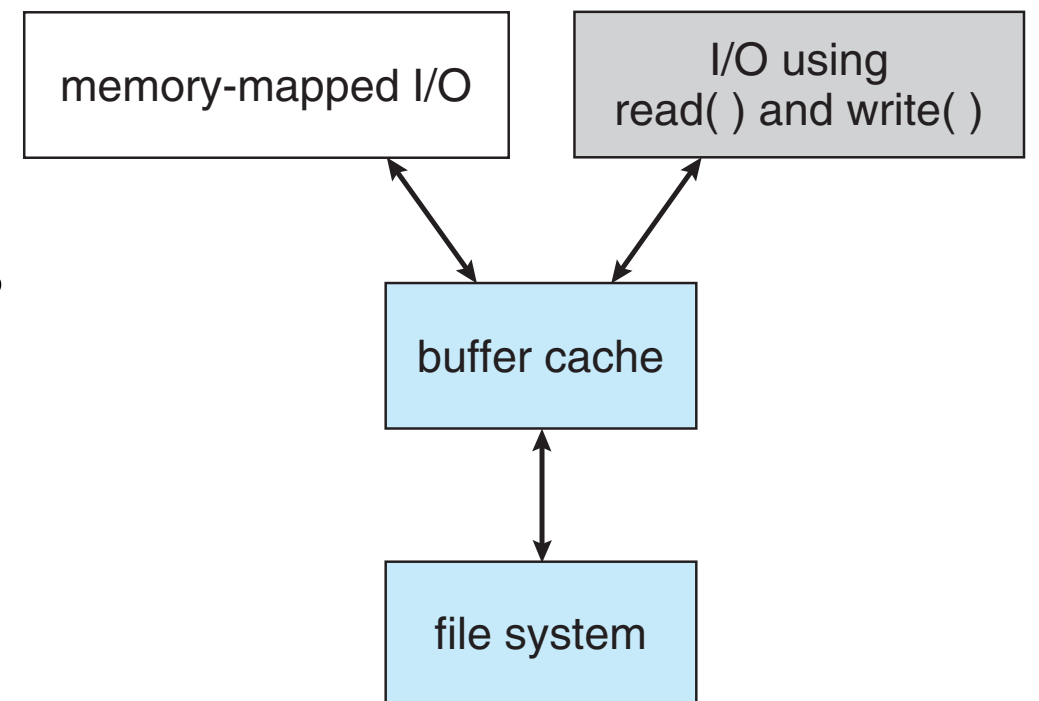 memory-mapped I/O
I/O using
read( ) and write( )
buffer cache
file system